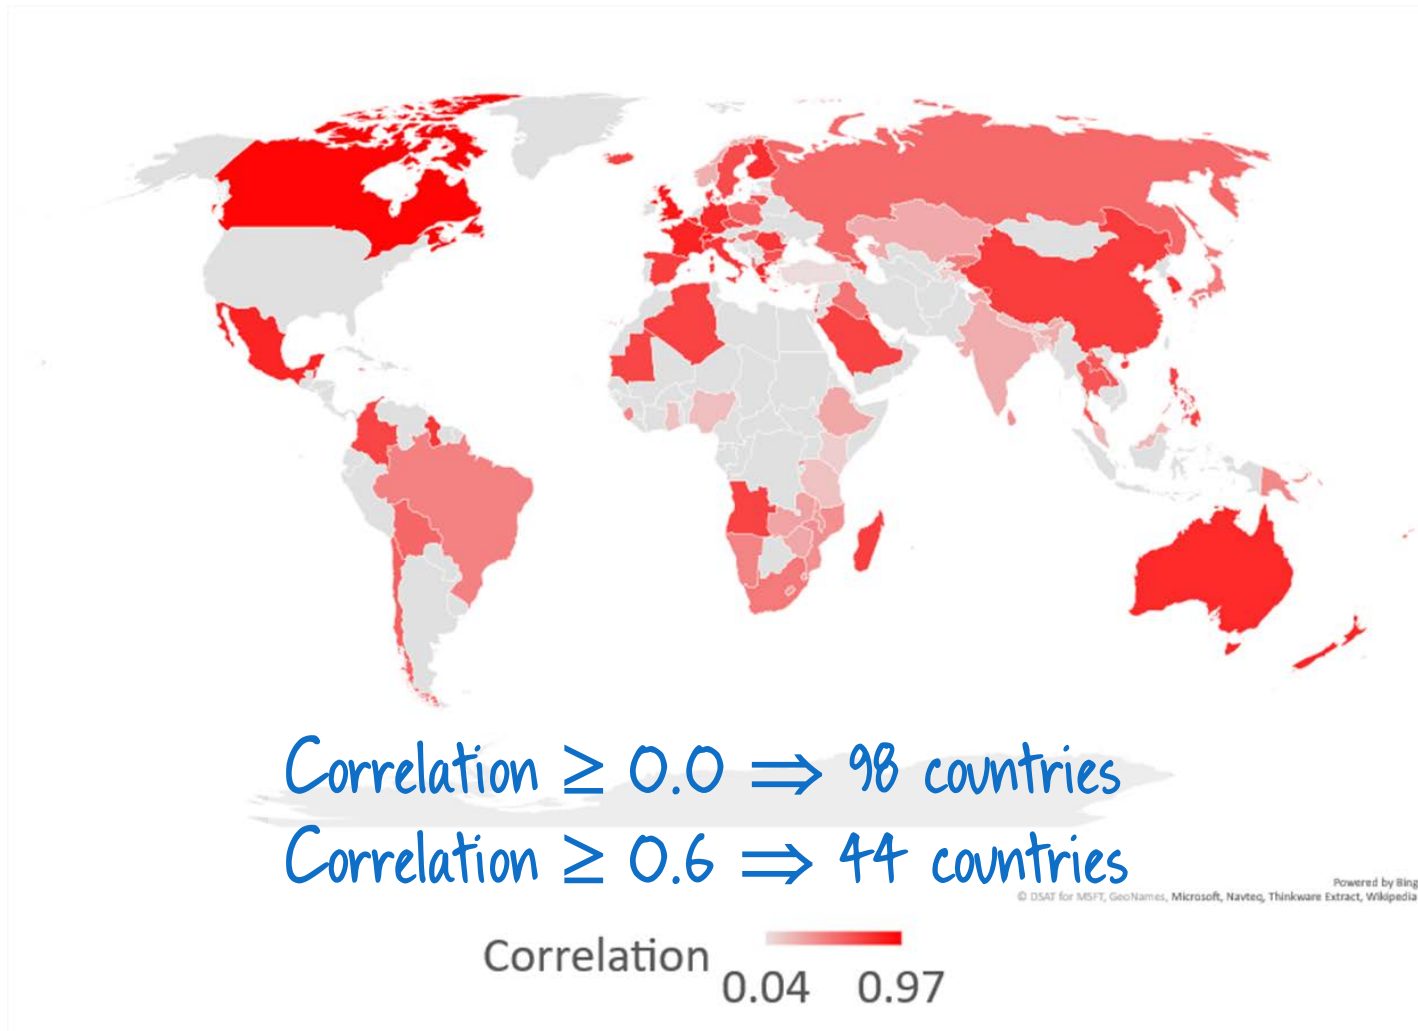 Correlation ≥ 0.0 ⇒ 98 countries
Correlation ≥ 0.6 ⇒ 44 countries
Powered by Bing
© DSAT for MSFT, GeoNames, Microsoft, Navteq, Thinkware Extract, Wikipedia
Correlation
0.04 0.97